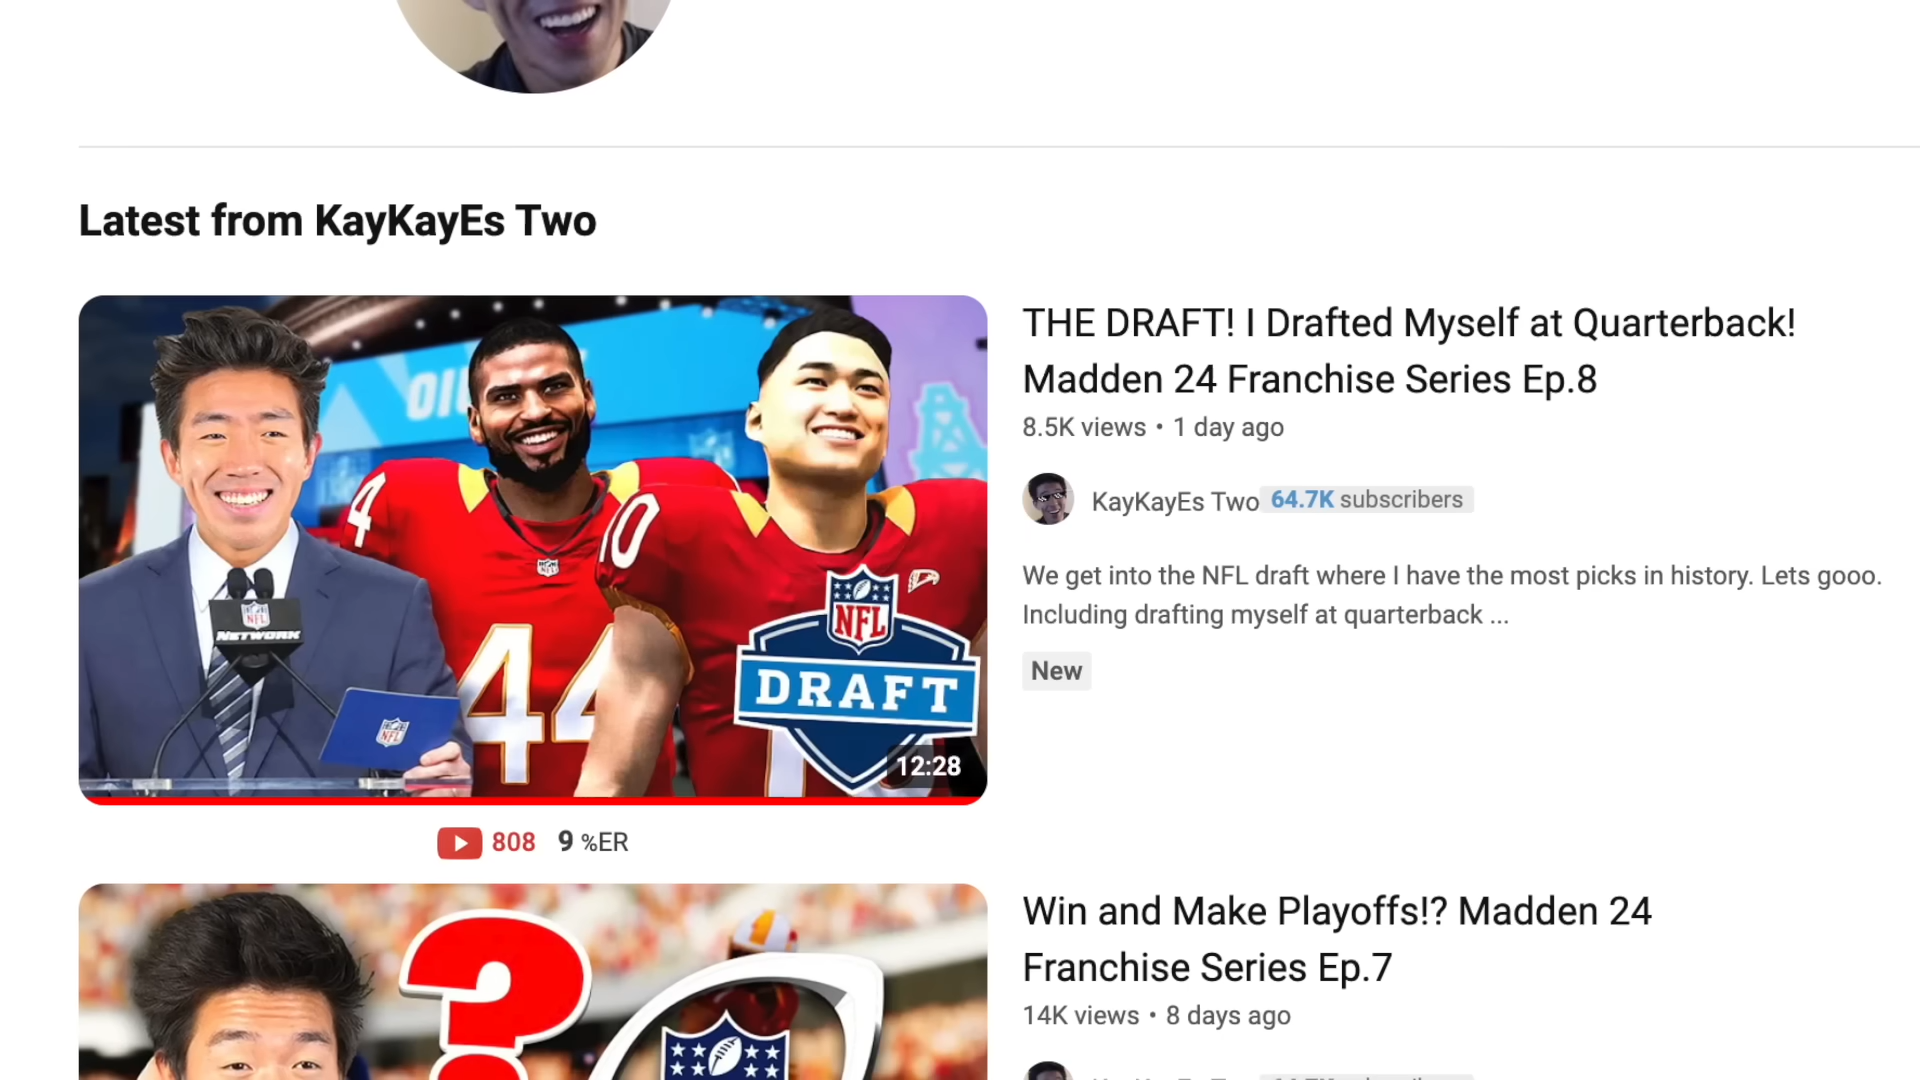 Latest from KayKayEs Two
THE DRAFT! I Drafted Myself at Quarterback!
Madden 24 Franchise Series Ep.8
8.5K views • 1 day ago
KayKayEs Two 64.7K subscribers
We get into the NFL draft where I have the most picks in history. Lets gooo.
Including drafting myself at quarterback ...
New
OIL
4
10
NFL
NFL
NETWORK
NFL
44
NFL
DRAFT
12:28
808 9 %ER
?
Win and Make Playoffs!? Madden 24
Franchise Series Ep.7
14K views • 8 days ago